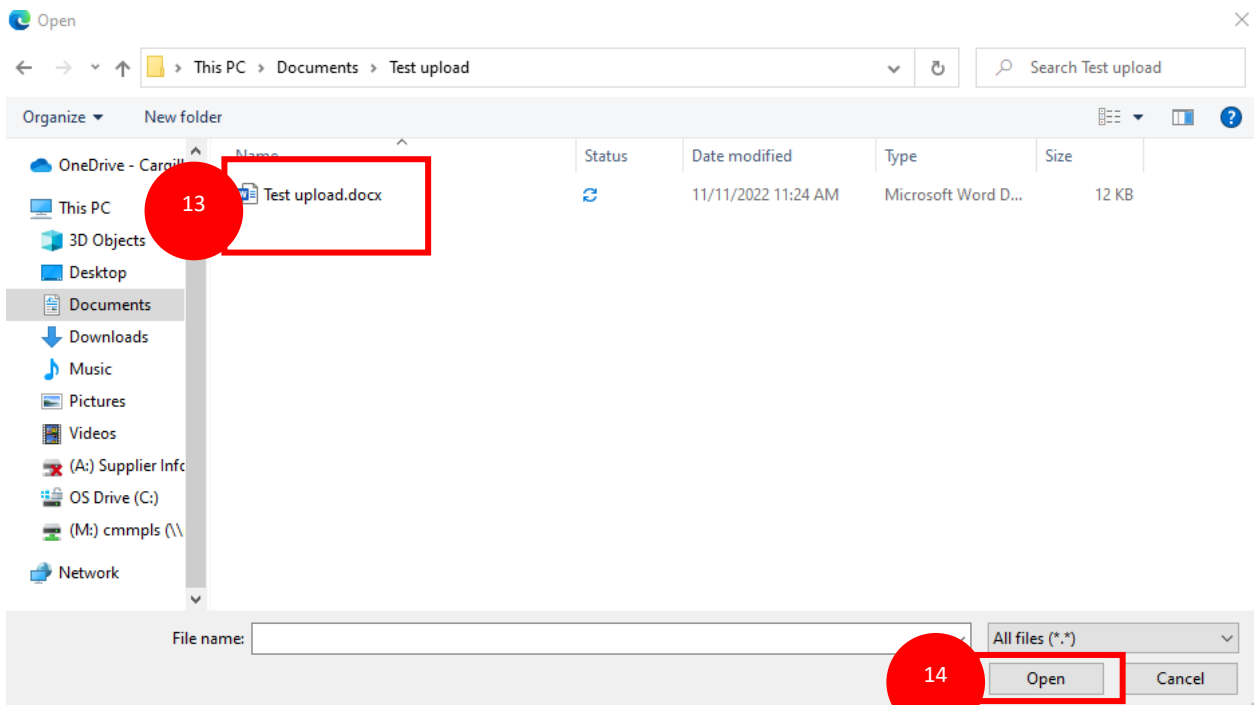 Open
This PC > Documents > Test upload
Search Test upload
Organize
New folder
Name
Status
Date modified
Type
Size
OneDrive - Cargill
Test upload.docx
11/11/2022 11:24 AM
Microsoft Word D...
12 KB
13
This PC
3D Objects
Desktop
Documents
Downloads
Music
Pictures
Videos
(A:) Supplier Info
OS Drive (C:)
(M:) cmmpls (\\
Network
File name:
All files (*.*)
14
Open
Cancel